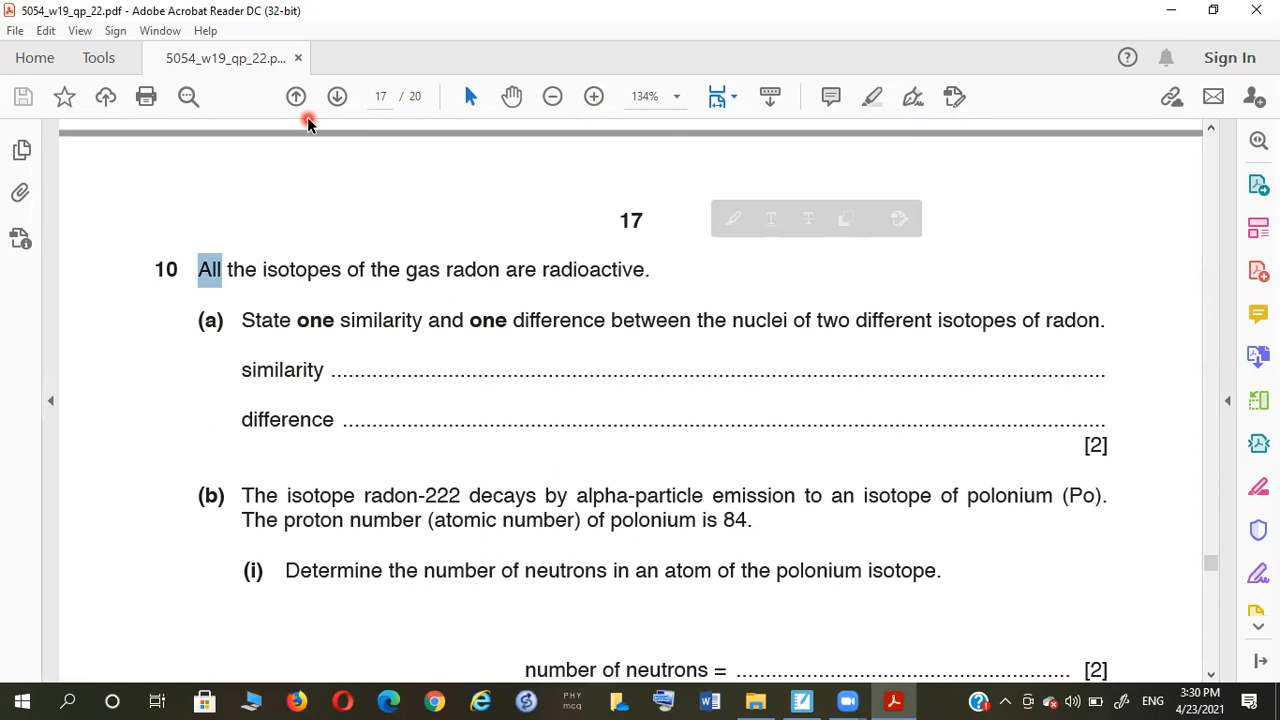 5054_w19_qp_22.pdf - Adobe Acrobat Reader DC (32-bit)
File Edit View Sign Window Help
Home Tools 5054_w19_qp_22.p... × Sign In
17 / 20 134%
17
10 All the isotopes of the gas radon are radioactive.
(a) State one similarity and one difference between the nuclei of two different isotopes of radon.
similarity ....................................................................................................
difference ....................................................................................................
[2]
(b) The isotope radon-222 decays by alpha-particle emission to an isotope of polonium (Po).
The proton number (atomic number) of polonium is 84.
(i) Determine the number of neutrons in an atom of the polonium isotope.
number of neutrons = ......................................................... [2]
PHY
mcq
ENG
3:30 PM
4/23/2021